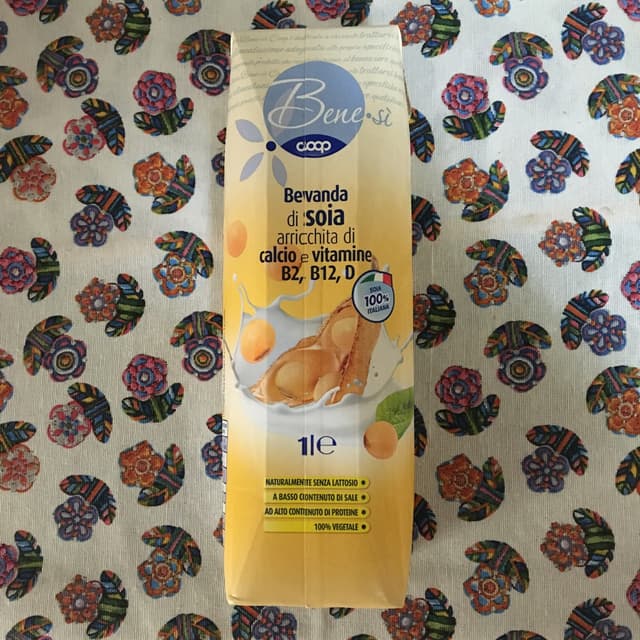 Bene.sì
coop
Bevanda
di soia
arricchita di
calcio e vitamine
B2, B12, D
SOIA
100%
ITALIANA
1l e
NATURALMENTE SENZA LATTOSIO
A BASSO CONTENUTO DI SALE
AD ALTO CONTENUTO DI PROTEINE
100% VEGETALE